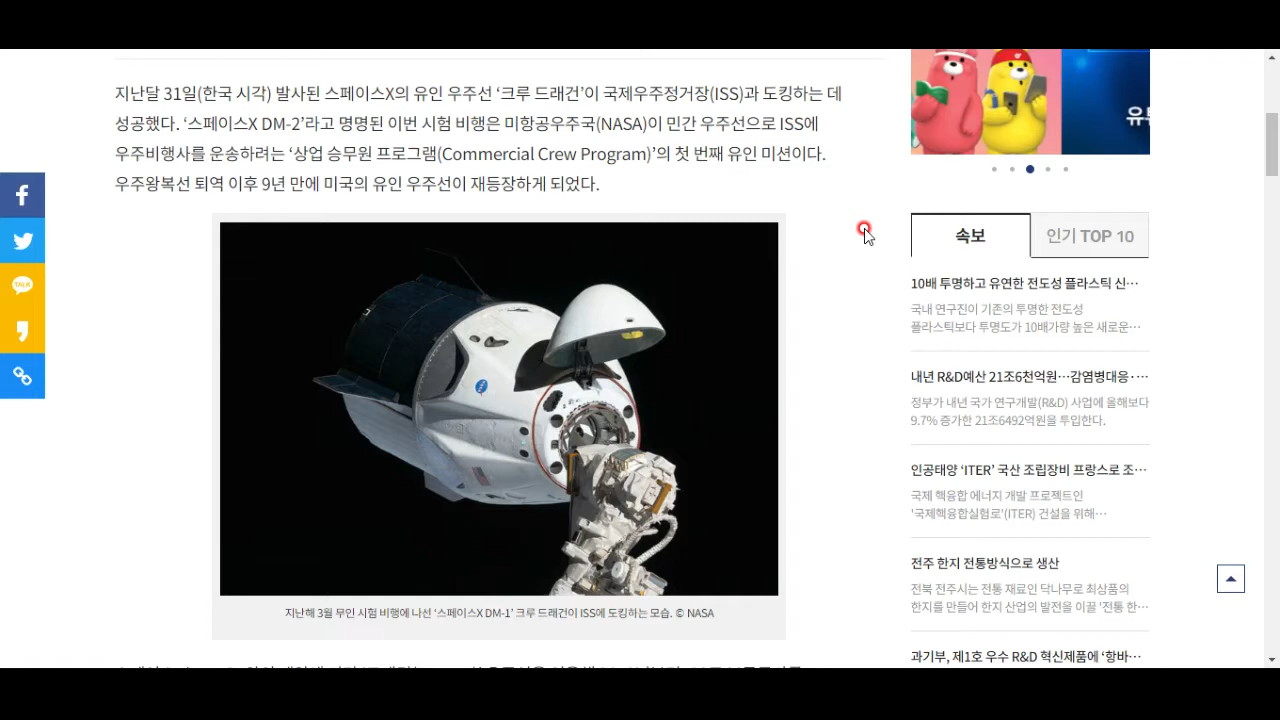 지난달 31일(한국 시각) 발사된 스페이스X의 유인 우주선 ‘크루 드래건’이 국제우주정거장(ISS)과 도킹하는 데
성공했다. ‘스페이스X DM-2’라고 명명된 이번 시험 비행은 미항공우주국(NASA)이 민간 우주선으로 ISS에
우주비행사를 운송하려는 ‘상업 승무원 프로그램(Commercial Crew Program)’의 첫 번째 유인 미션이다.
우주왕복선 퇴역 이후 9년 만에 미국의 유인 우주선이 재등장하게 되었다.
지난해 3월 무인 시험 비행에 나선 ‘스페이스X DM-1’ 크루 드래건이 ISS에 도킹하는 모습. © NASA
TALK
속보
인기 TOP 10
10배 투명하고 유연한 전도성 플라스틱 신…
국내 연구진이 기존의 투명한 전도성
플라스틱보다 투명도가 10배가량 높은 새로운…
내년 R&D예산 21조6천억원…감염병대응·…
정부가 내년 국가 연구개발(R&D) 사업에 올해보다
9.7% 증가한 21조6492억원을 투입한다.
인공태양 ‘ITER’ 국산 조립장비 프랑스로 조…
국제 핵융합 에너지 개발 프로젝트인
'국제핵융합실험로'(ITER) 건설을 위해…
전주 한지 전통방식으로 생산
전북 전주시는 전통 재료인 닥나무로 최상품의
한지를 만들어 한지 산업의 발전을 이끌 '전통 한…
과기부, 제1호 우수 R&D 혁신제품에 ‘항바…